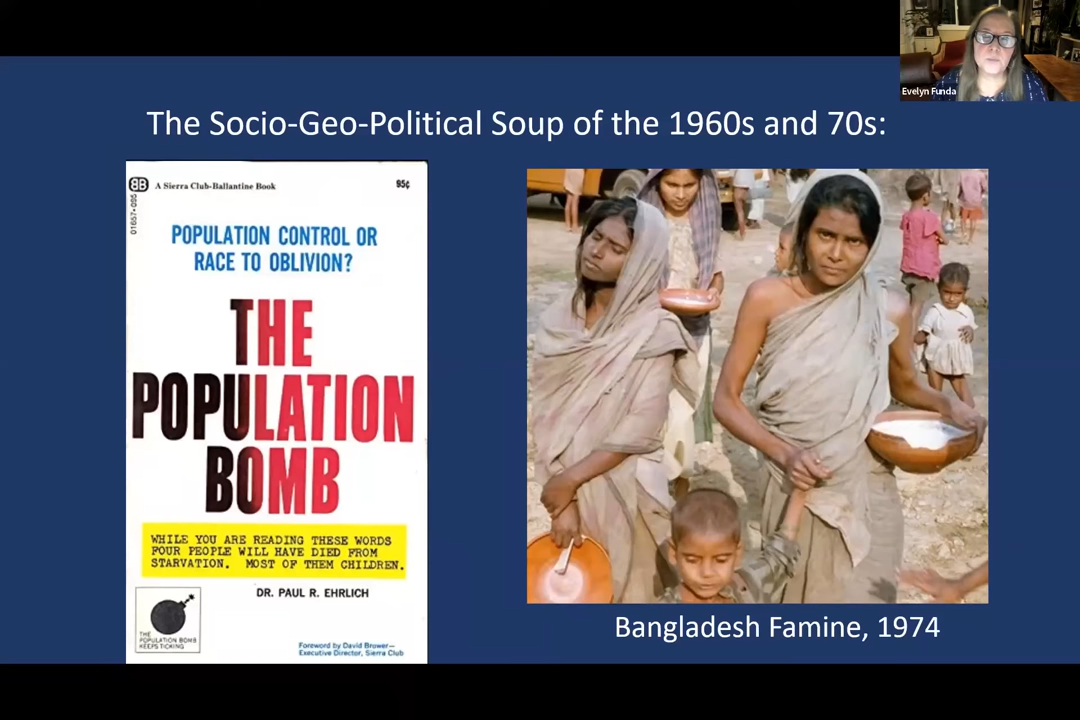 Evelyn Funda
The Socio-Geo-Political Soup of the 1960s and 70s:
BB
A Sierra Club-Ballantine Book
95¢
01657·095
POPULATION CONTROL OR
RACE TO OBLIVION?
THE
POPULATION
BOMB
WHILE YOU ARE READING THESE WORDS
FOUR PEOPLE WILL HAVE DIED FROM
STARVATION. MOST OF THEM CHILDREN.
DR. PAUL R. EHRLICH
THE
POPULATION BOMB
KEEPS TICKING
Foreword by David Brower—
Executive Director, Sierra Club
Bangladesh Famine, 1974